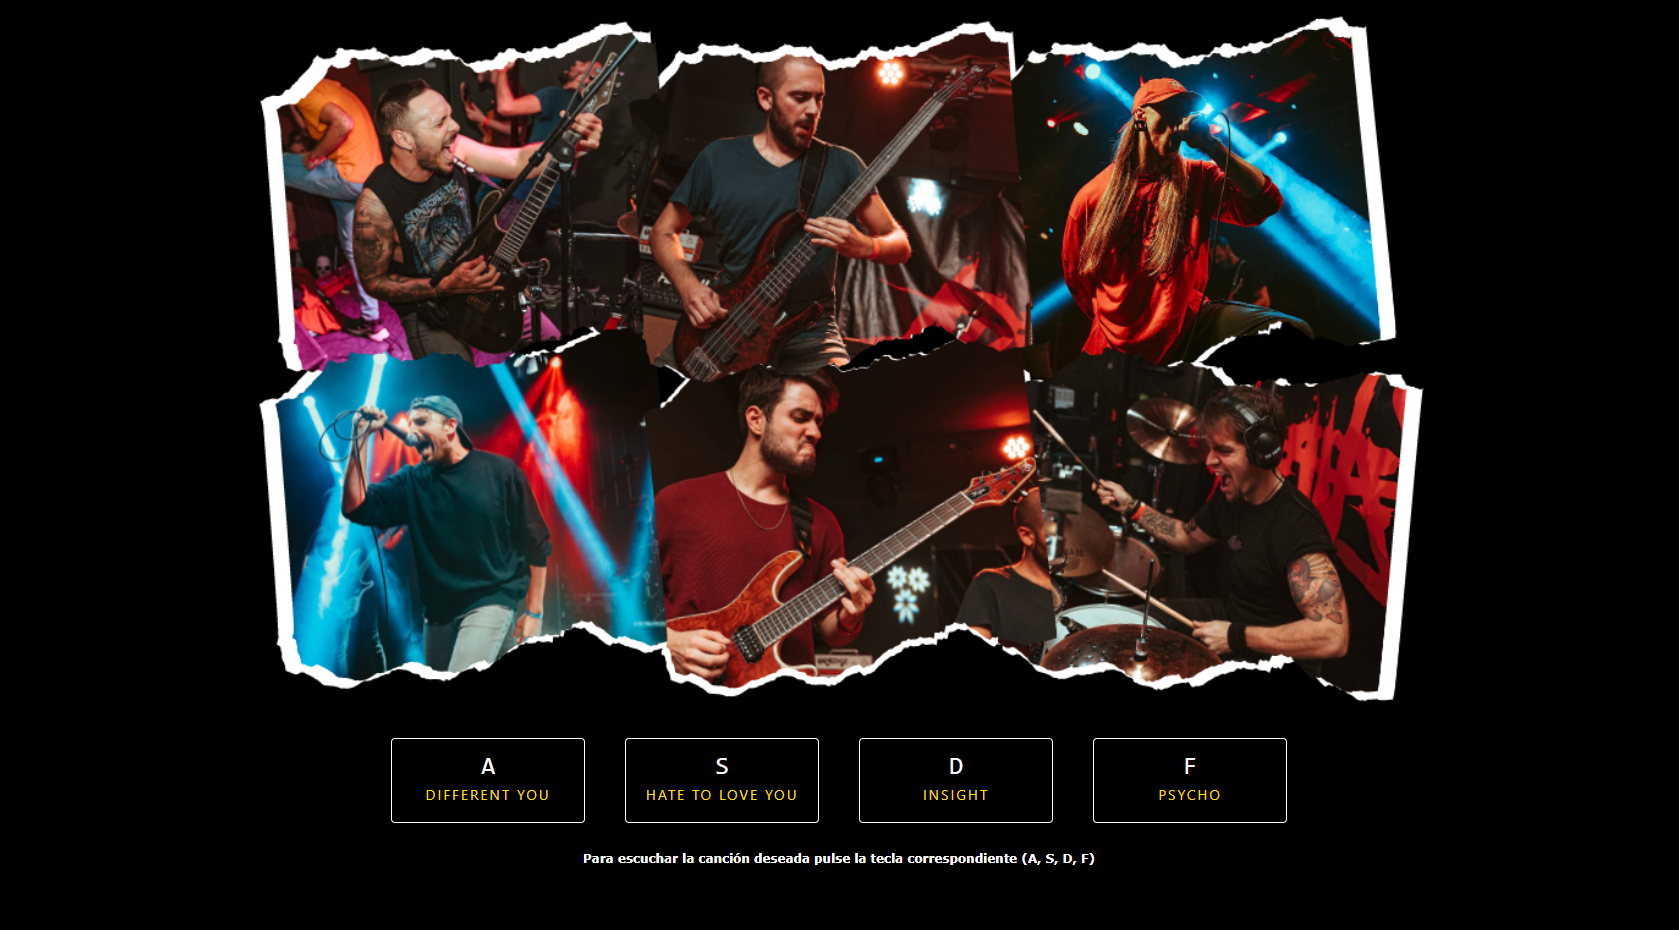 A
DIFFERENT YOU
S
HATE TO LOVE YOU
D
INSIGHT
F
PSYCHO
Para escuchar la canción deseada pulse la tecla correspondiente (A, S, D, F)